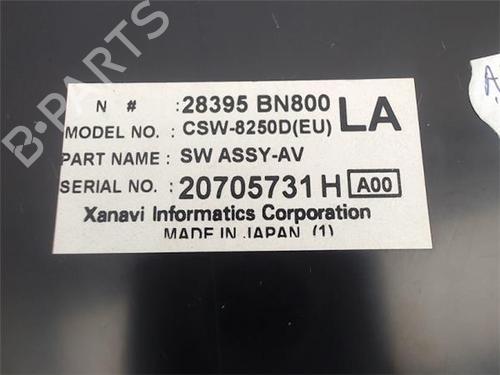 N # : 28395 BN800 LA
MODEL NO. : CSW-8250D(EU)
PART NAME : SW ASSY-AV
SERIAL NO. : 20705731 H A00
Xanavi Informatics Corporation
MADE IN JAPAN (1)
B-PARTS
A